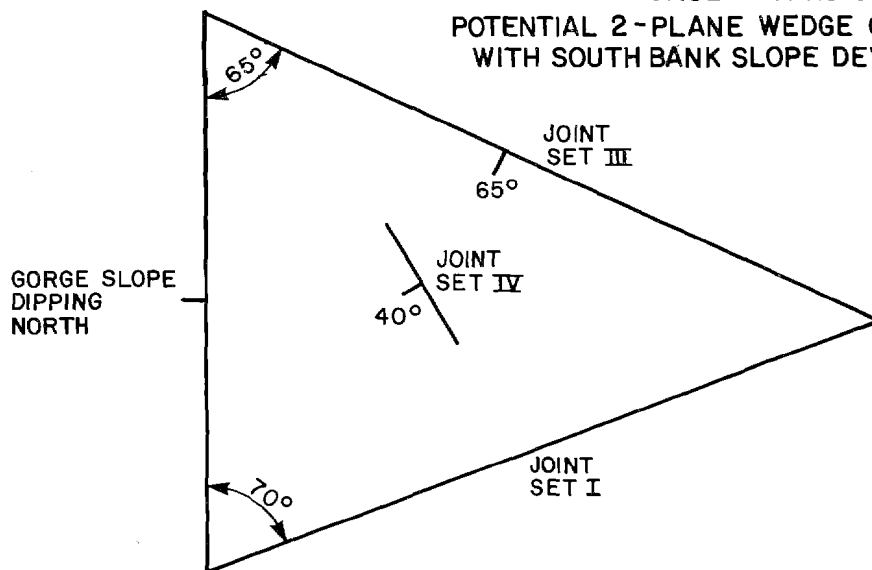 POTENTIAL 2-PLANE WEDGE
WITH SOUTH BANK SLOPE
65°
JOINT
SET III
65°
JOINT
SET IV
40°
GORGE SLOPE
DIPPING
NORTH
JOINT
SET I
70°